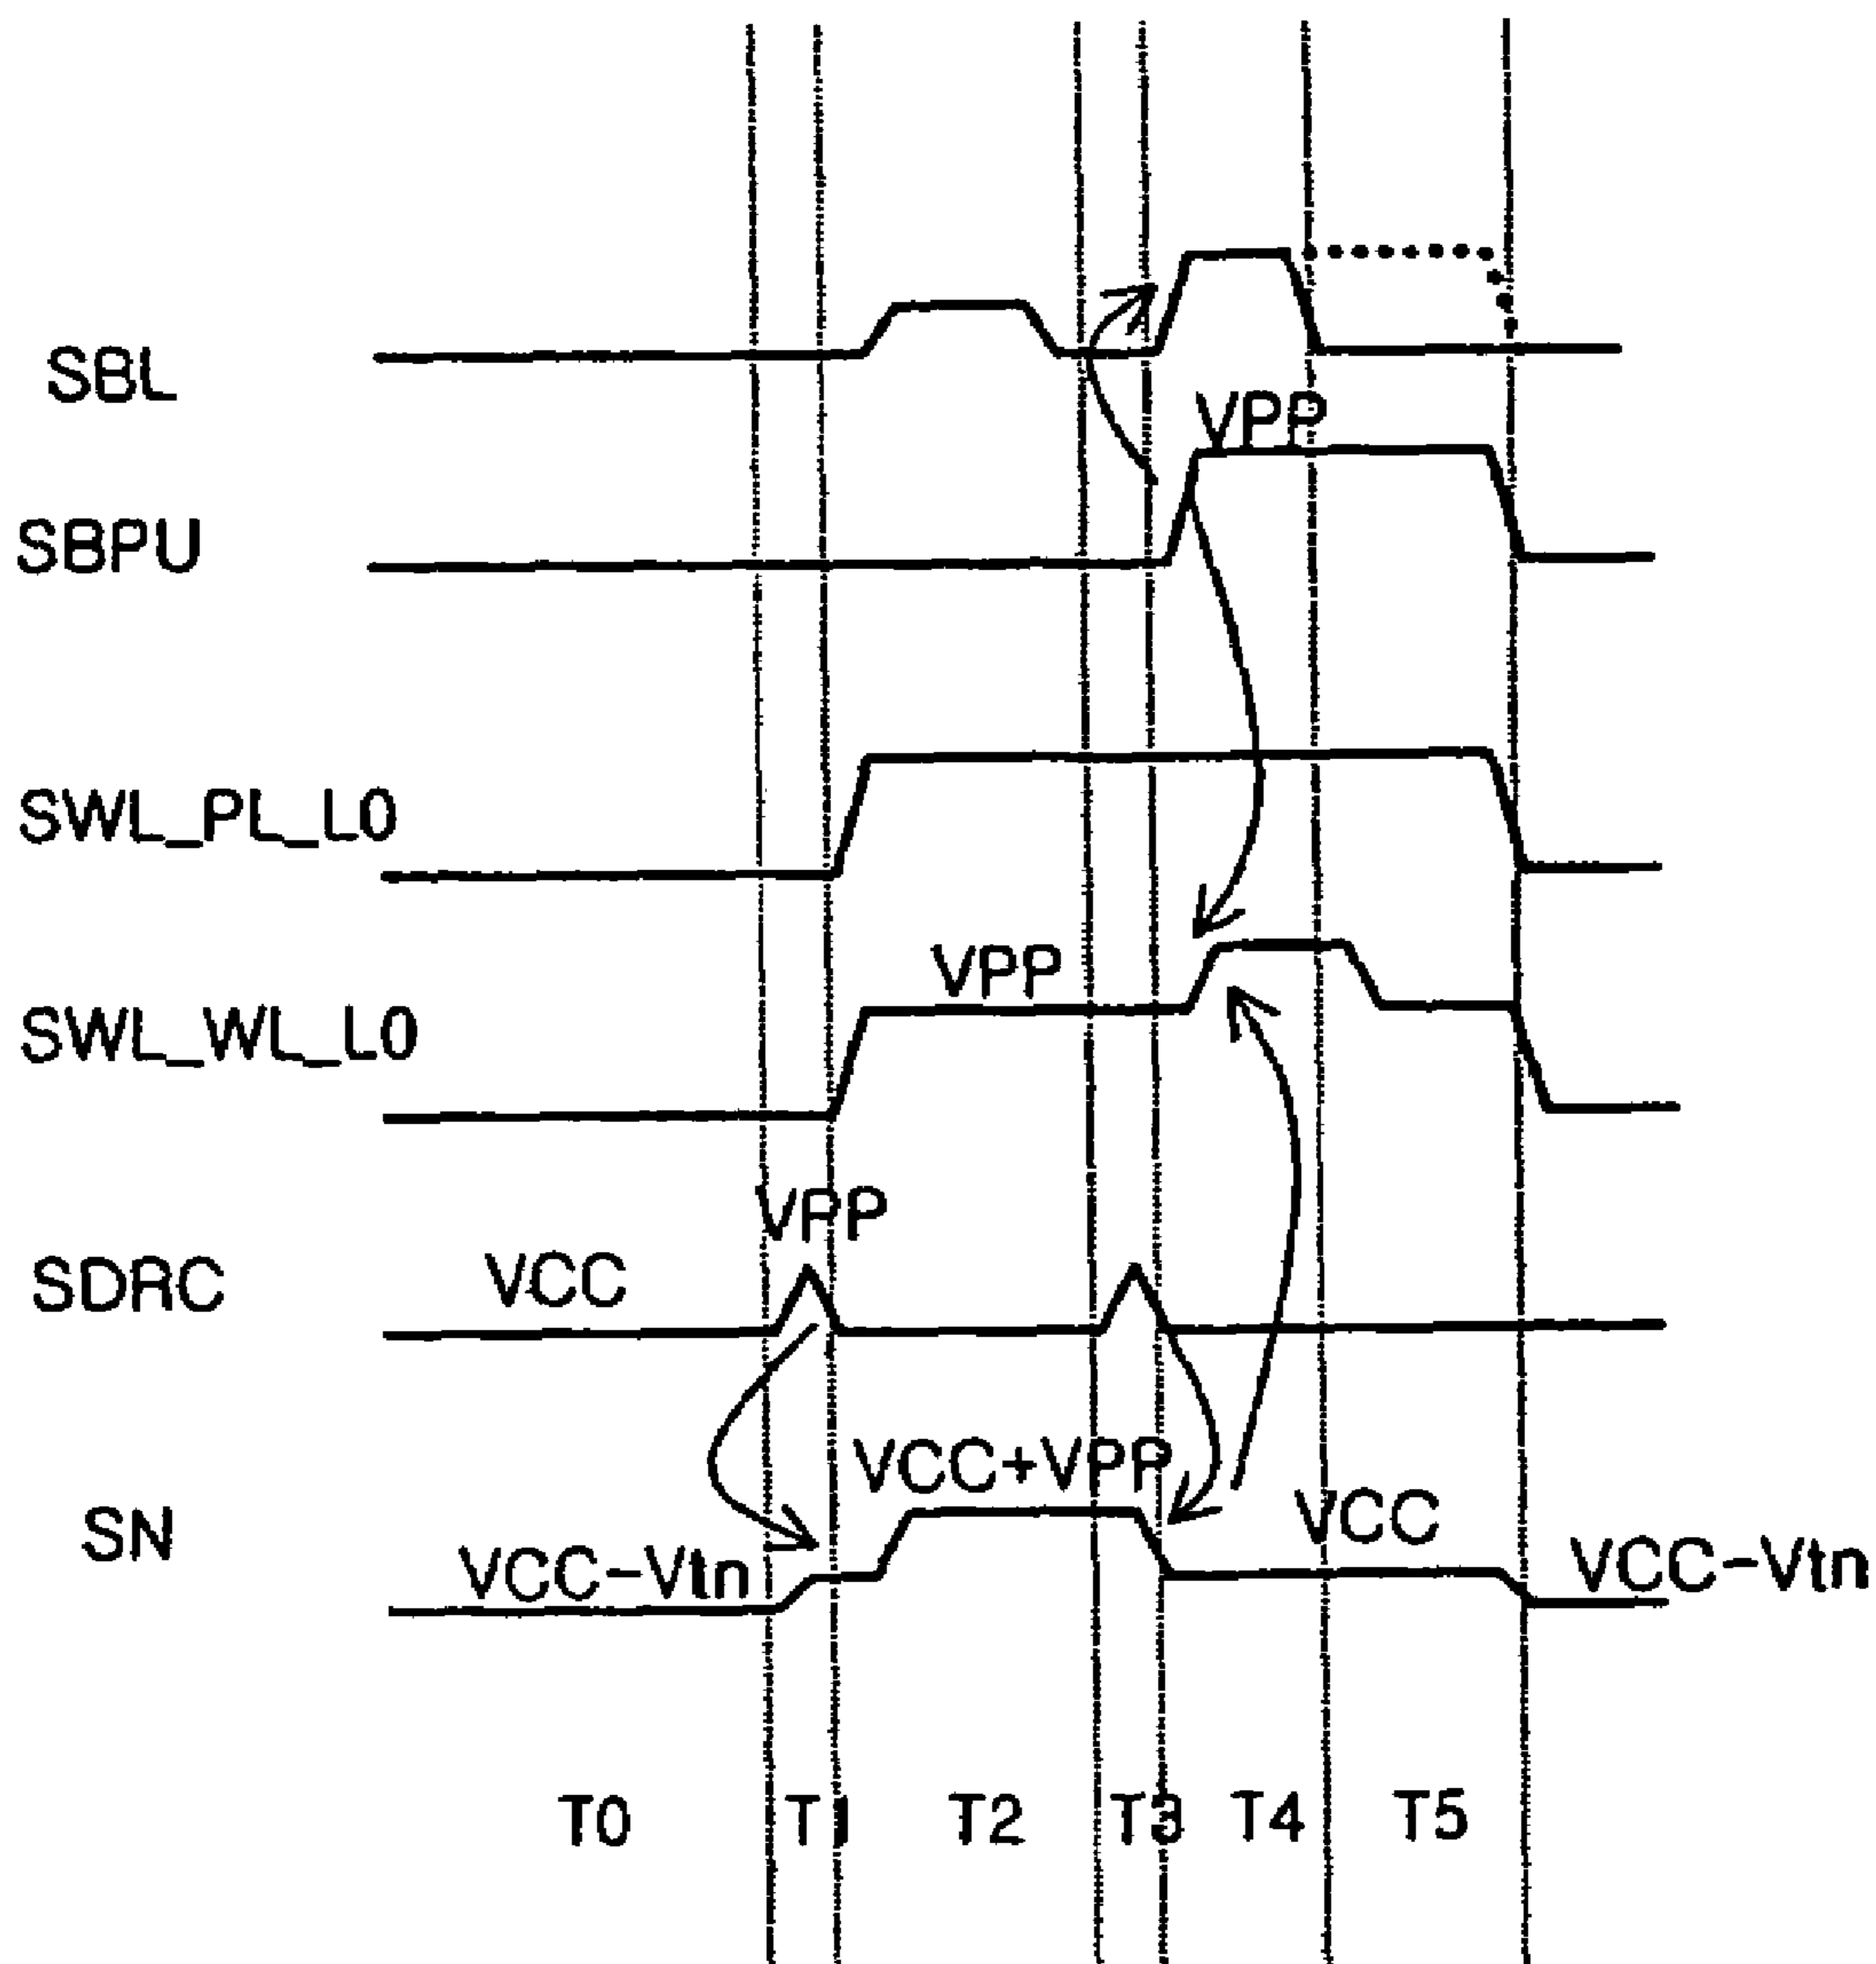 SBL
VPP
SBPU
SWL_PL_L0
VPP
SWL_WL_L0
VPP
VCC
SDRC
VCC+VPP
VCC
SN
VCC-Vtn
VCC-Vtn
T0 T1 T2 T3 T4 T5